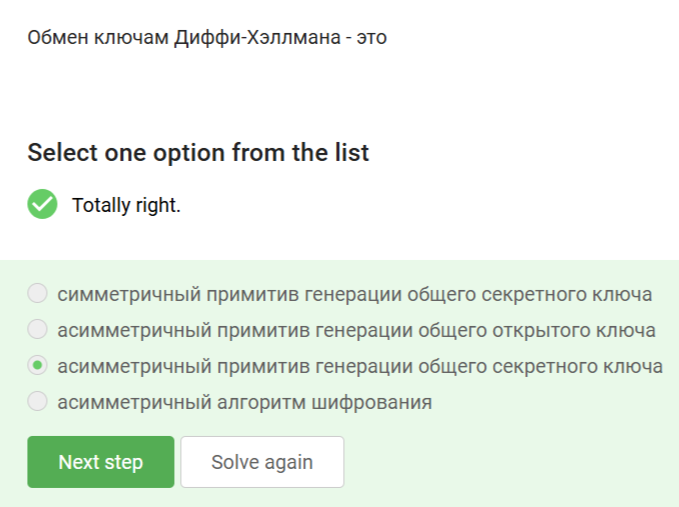 Обмен ключам Диффи-Хэллмана - это
Select one option from the list
Totally right.
симметричный примитив генерации общего секретного ключа
асимметричный примитив генерации общего открытого ключа
асимметричный примитив генерации общего секретного ключа
асимметричный алгоритм шифрования
Next step Solve again